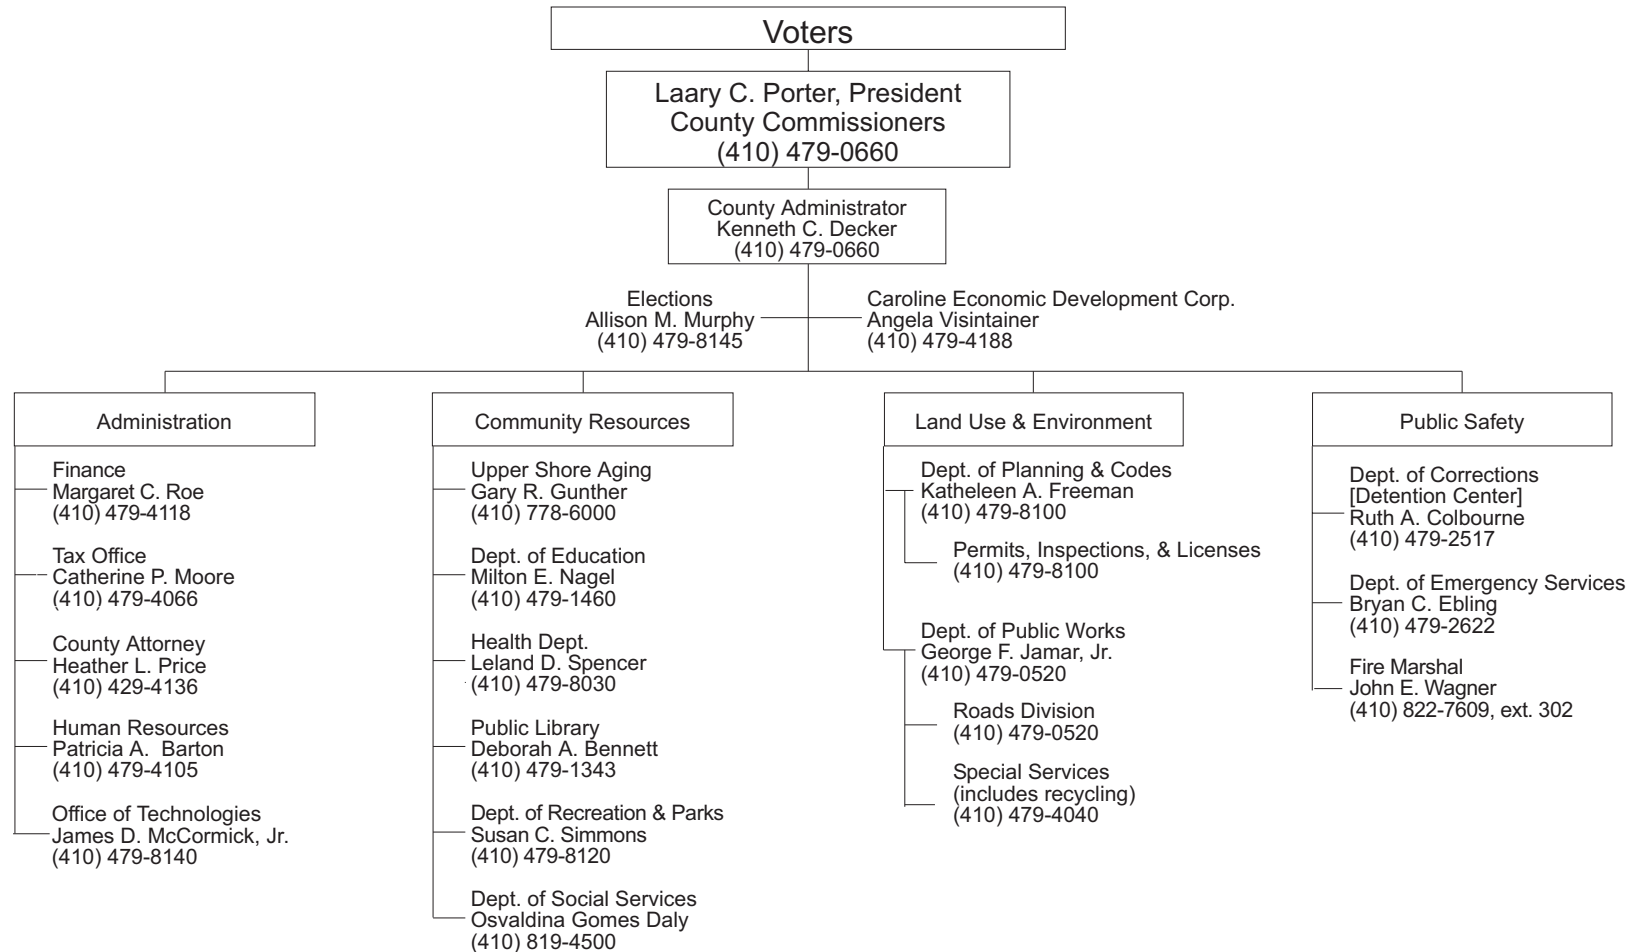 Voters
Laary C. Porter, President
County Commissioners
(410) 479-0660
County Administrator
Kenneth C. Decker
(410) 479-0660
Elections
Allison M. Murphy
(410) 479-8145
Caroline Economic Development Corp.
Angela Visintainer
(410) 479-4188
Administration
Finance
Margaret C. Roe
(410) 479-4118
Tax Office
Catherine P. Moore
(410) 479-4066
County Attorney
Heather L. Price
(410) 429-4136
Human Resources
Patricia A. Barton
(410) 479-4105
Office of Technologies
James D. McCormick, Jr.
(410) 479-8140
Community Resources
Upper Shore Aging
Gary R. Gunther
(410) 778-6000
Dept. of Education
Milton E. Nagel
(410) 479-1460
Health Dept.
Leland D. Spencer
(410) 479-8030
Public Library
Deborah A. Bennett
(410) 479-1343
Dept. of Recreation & Parks
Susan C. Simmons
(410) 479-8120
Dept. of Social Services
Osvaldina Gomes Daly
(410) 819-4500
Land Use & Environment
Dept. of Planning & Codes
Katheleen A. Freeman
(410) 479-8100
Permits, Inspections, & Licenses
(410) 479-8100
Dept. of Public Works
George F. Jamar, Jr.
(410) 479-0520
Roads Division
(410) 479-0520
Special Services
(includes recycling)
(410) 479-4040
Public Safety
Dept. of Corrections
[Detention Center]
Ruth A. Colbourne
(410) 479-2517
Dept. of Emergency Services
Bryan C. Ebling
(410) 479-2622
Fire Marshal
John E. Wagner
(410) 822-7609, ext. 302